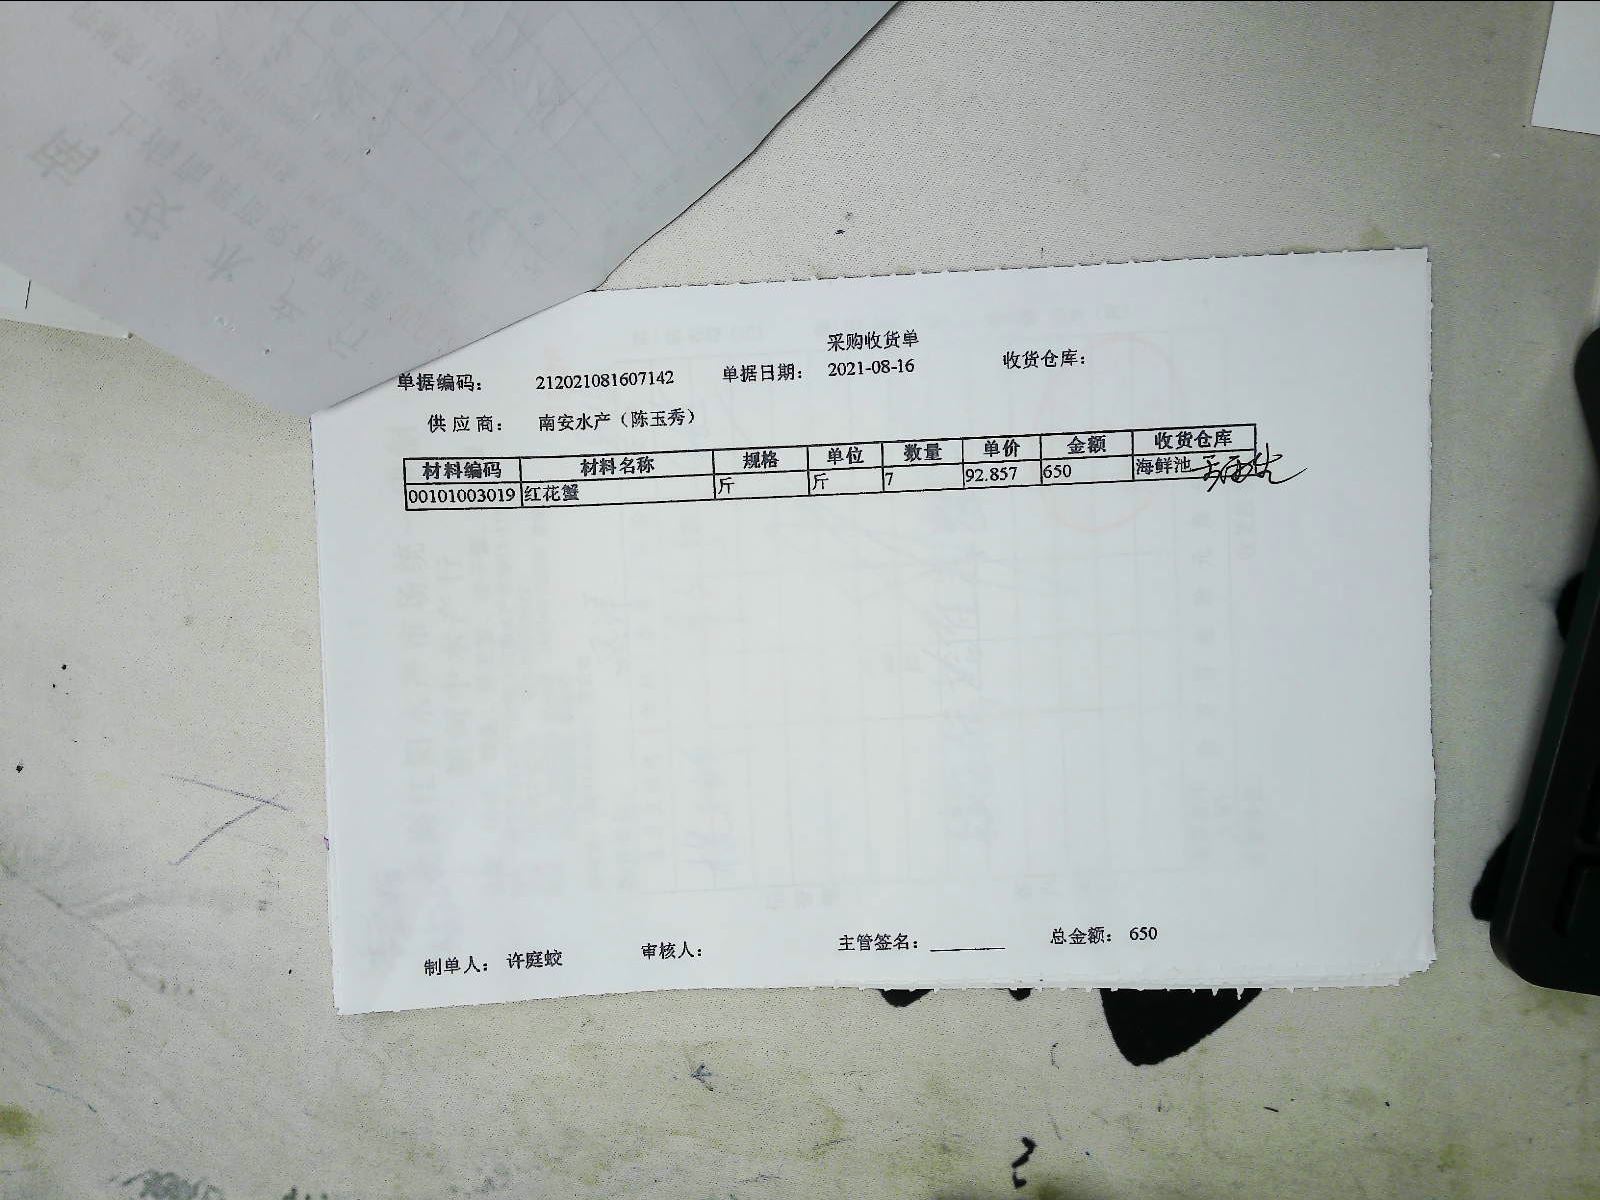 采购收货单
单据编码： 212021081607142 单据日期： 2021-08-16 收货仓库：
供应商： 南安水产（陈玉秀）
材料编码 材料名称 规格 单位 数量 单价 金额 收货仓库
00101003019 红花蟹 斤 斤 7 92.857 650 海鲜池
制单人： 许庭蛟 审核人： 主管签名： 总金额： 650